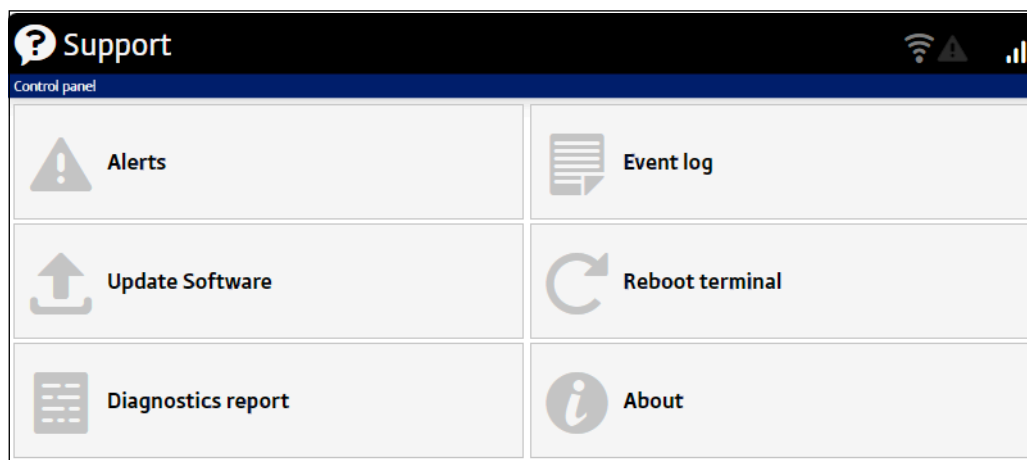 Support
Control panel
Alerts
Event log
Update Software
Reboot terminal
Diagnostics report
About